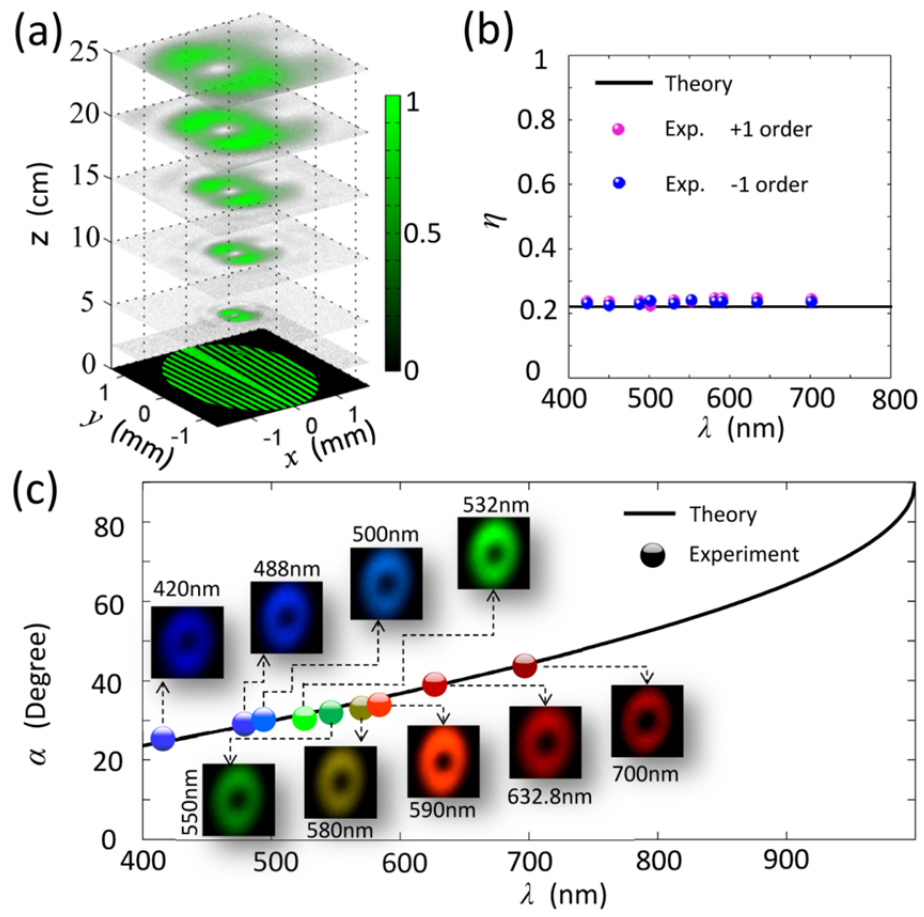 (a)
25
20
15
10
5
0
z (cm)
1
0
-1
y (mm)
-1
0
1
x (mm)
1
0.5
0
(b)
1
0.8
0.6
0.4
0.2
0
η
Theory
Exp. +1 order
Exp. -1 order
400 500 600 700 800
λ (nm)
(c)
80
60
40
20
0
α (Degree)
Theory
Experiment
420nm
488nm
500nm
532nm
550nm
580nm
590nm
632.8nm
700nm
400 500 600 700 800 900
λ (nm)